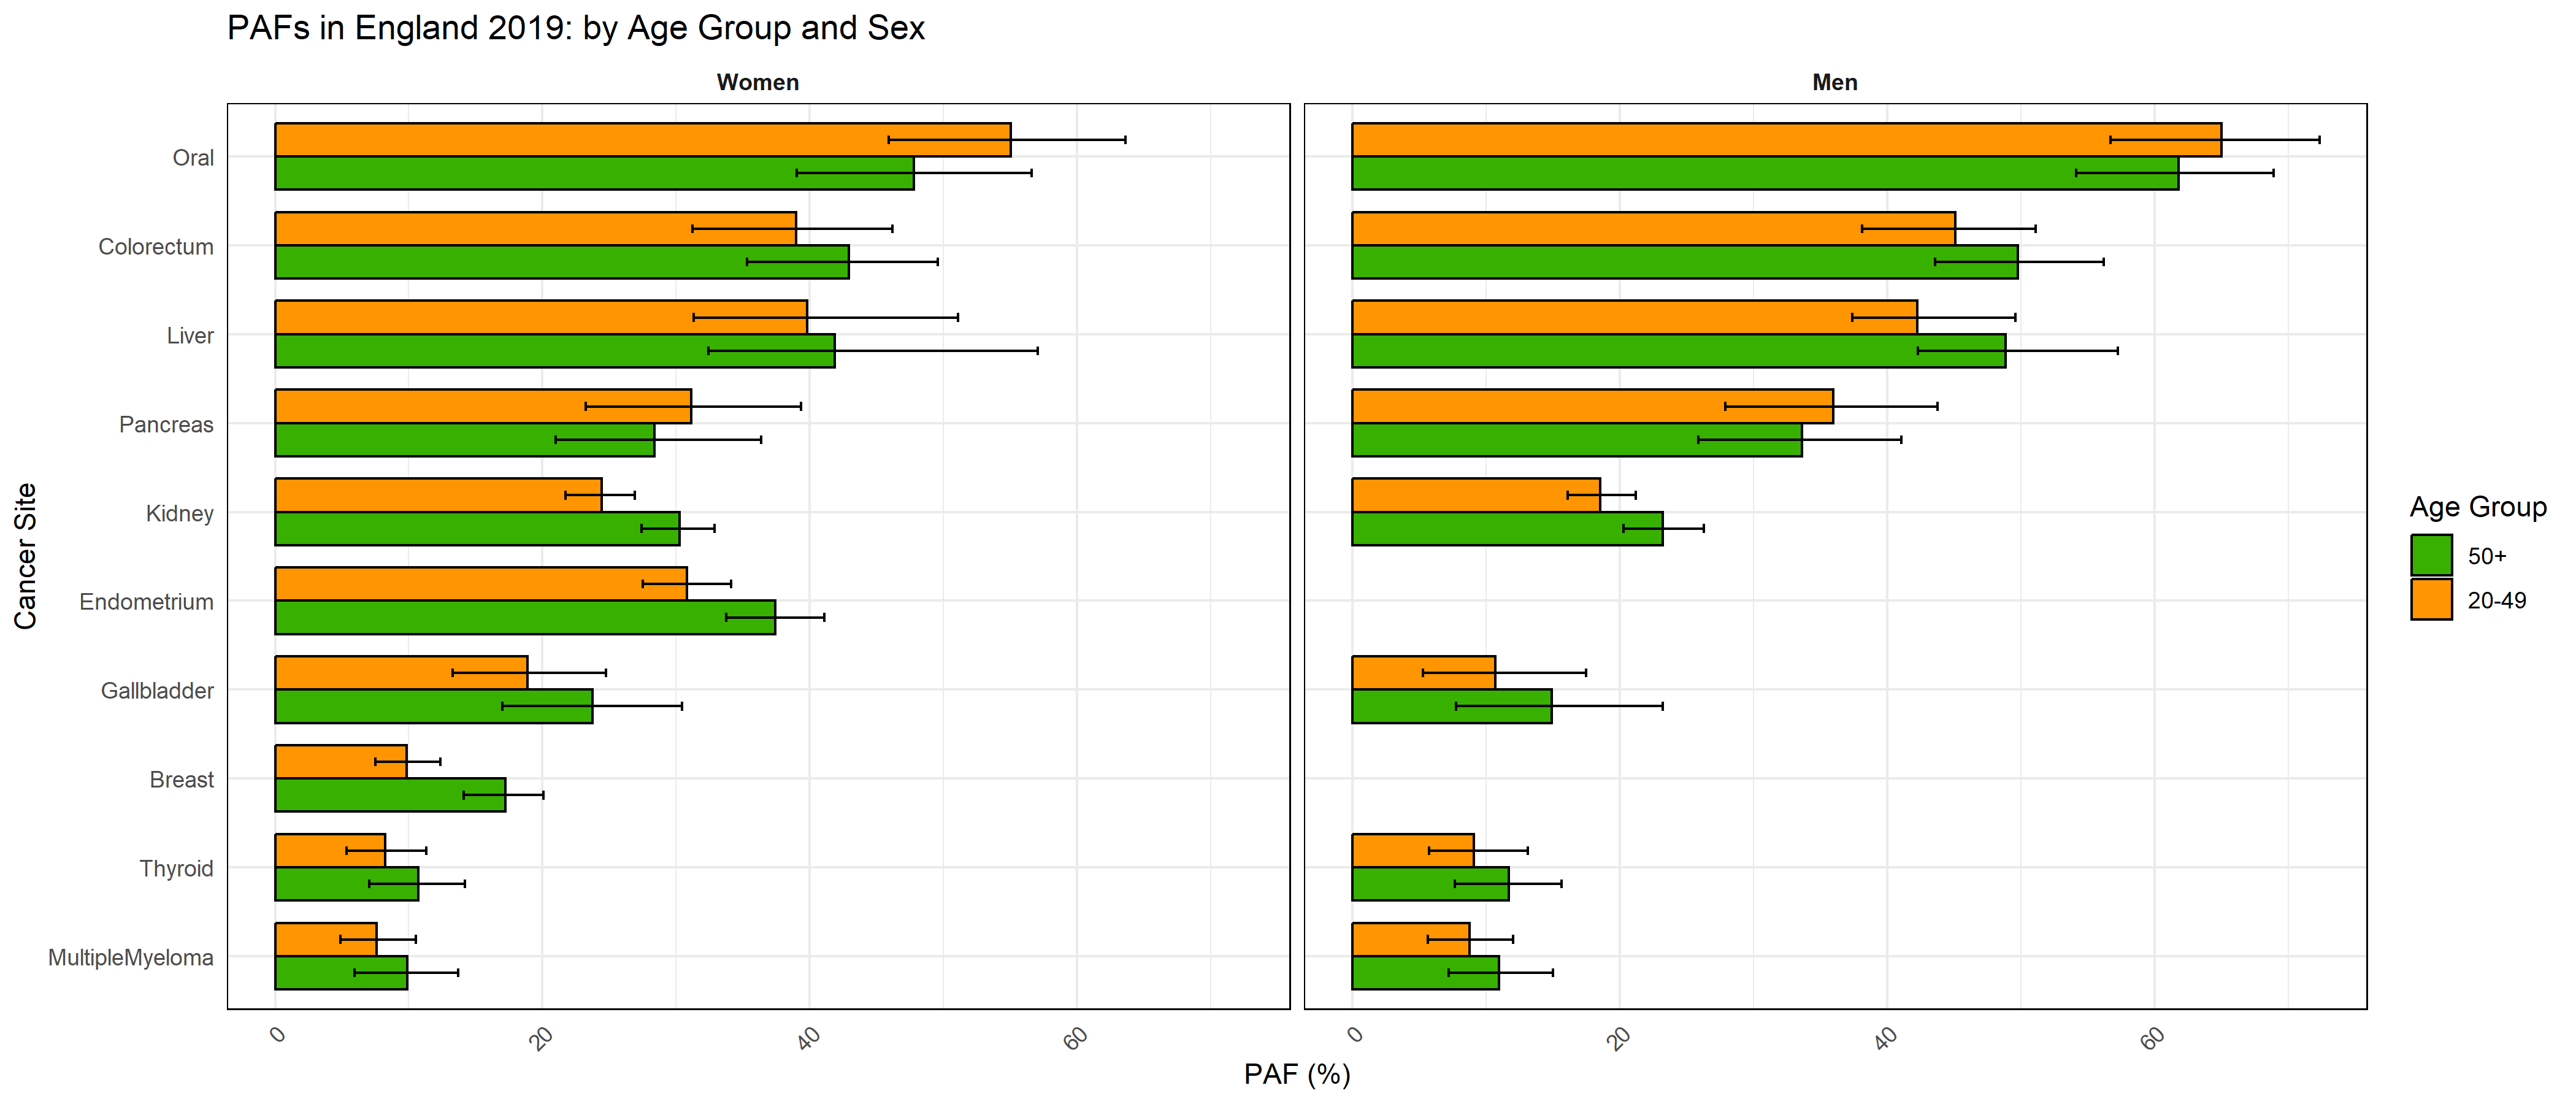 PAFs in England 2019: by Age Group and Sex
Women
Men
Cancer Site
Oral
Colorectum
Liver
Pancreas
Kidney
Endometrium
Gallbladder
Breast
Thyroid
MultipleMyeloma
0 20 40 60
0 20 40 60
PAF (%)
Age Group
50+
20-49